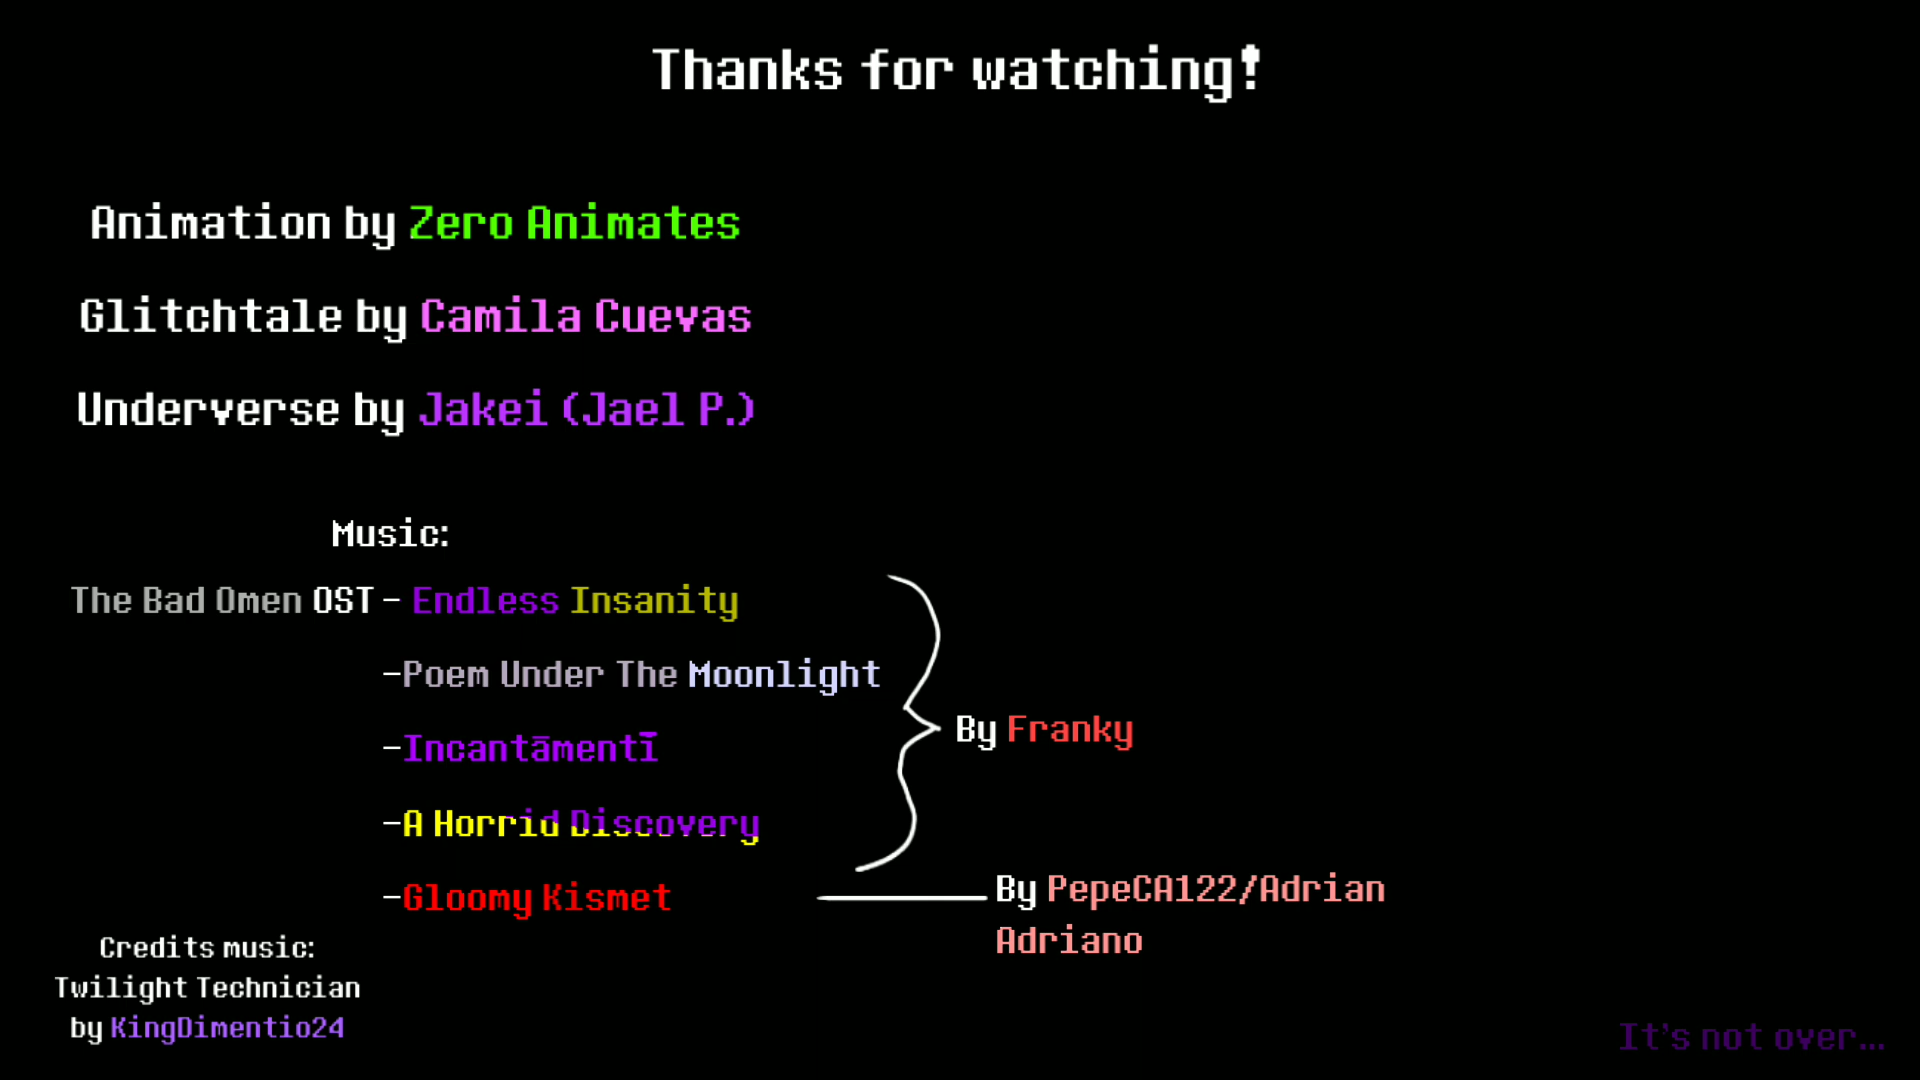 Thanks for watching!
Animation by Zero Animates
Glitchtale by Camila Cuevas
Underverse by Jakei (Jael P.)
Music:
The Bad Omen OST - Endless Insanity
-Poem Under The Moonlight
-Incantāmentī
-A Horrid Discovery
By Franky
-Gloomy Kismet
By PepeCA122/Adrian
Adriano
Credits music:
Twilight Technician
by KingDimentio24
It's not over...